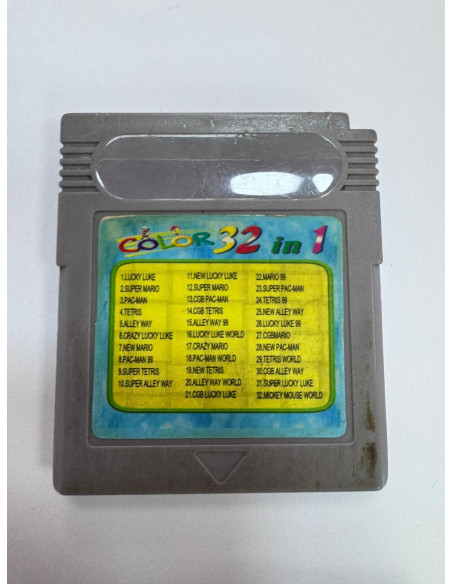 COLOR 32 in 1
1.LUCKY LUKE
2.SUPER MARIO
3.PAC-MAN
4.TETRIS
5.ALLEY WAY
6.CRAZY LUCKY LUKE
7.NEW MARIO
8.PAC-MAN 99
9.SUPER TETRIS
10.SUPER ALLEY WAY
11.NEW LUCKY LUKE
12.SUPER MARIO
13.CGB PAC-MAN
14.CGB TETRIS
15.ALLEY WAY 99
16.LUCKY LUKE WORLD
17.CRAZY MARIO
18.PAC-MAN WORLD
19.NEW TETRIS
20.ALLEY WAY WORLD
21.CGB LUCKY LUKE
22.MARIO 99
23.SUPER PAC-MAN
24.TETRIS 99
25.NEW ALLEY WAY
26.LUCKY LUKE 99
27.CGBMARIO
28.NEW PAC-MAN
29.TETRIS WORLD
30.CGB ALLEY WAY
31.SUPER LUCKY LUKE
32.MICKEY MOUSE WORLD